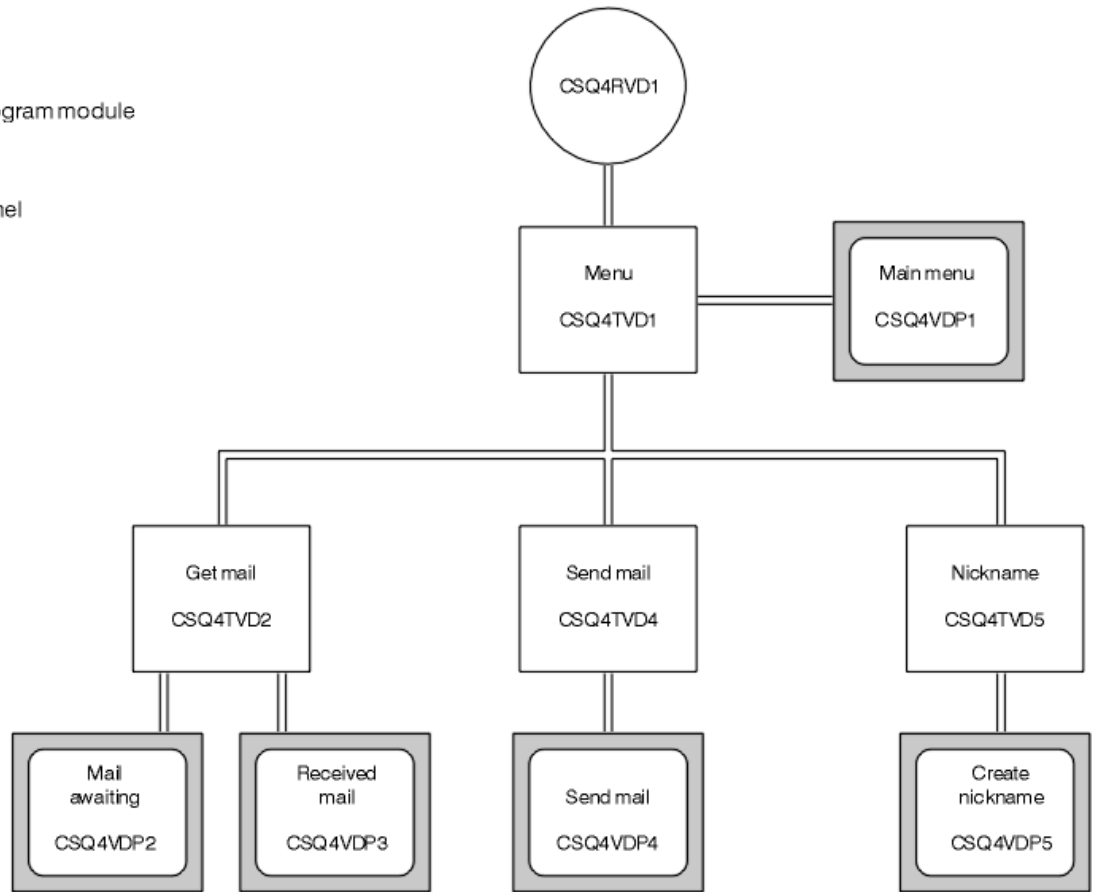 CSQ4RVD1
ogram module
nel
Menu
CSQ4TVD1
Main menu
CSQ4VDP1
Get mail
CSQ4TVD2
Send mail
CSQ4TVD4
Nickname
CSQ4TVD5
Mail
awaiting
CSQ4VDP2
Received
mail
CSQ4VDP3
Send mail
CSQ4VDP4
Create
nickname
CSQ4VDP5